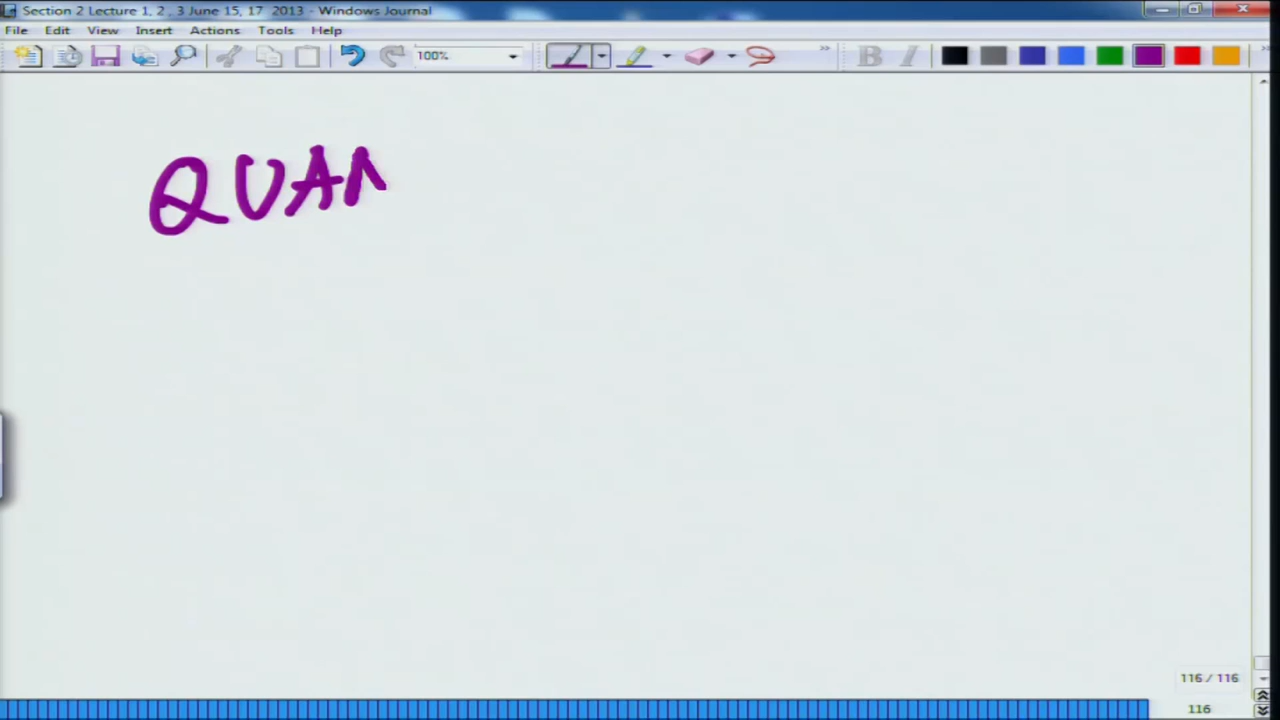 Section 2 Lecture 1, 2 , 3 June 15, 17 2013 - Windows Journal
File Edit View Insert Actions Tools Help
100% B I
QUAN
116 / 116
116